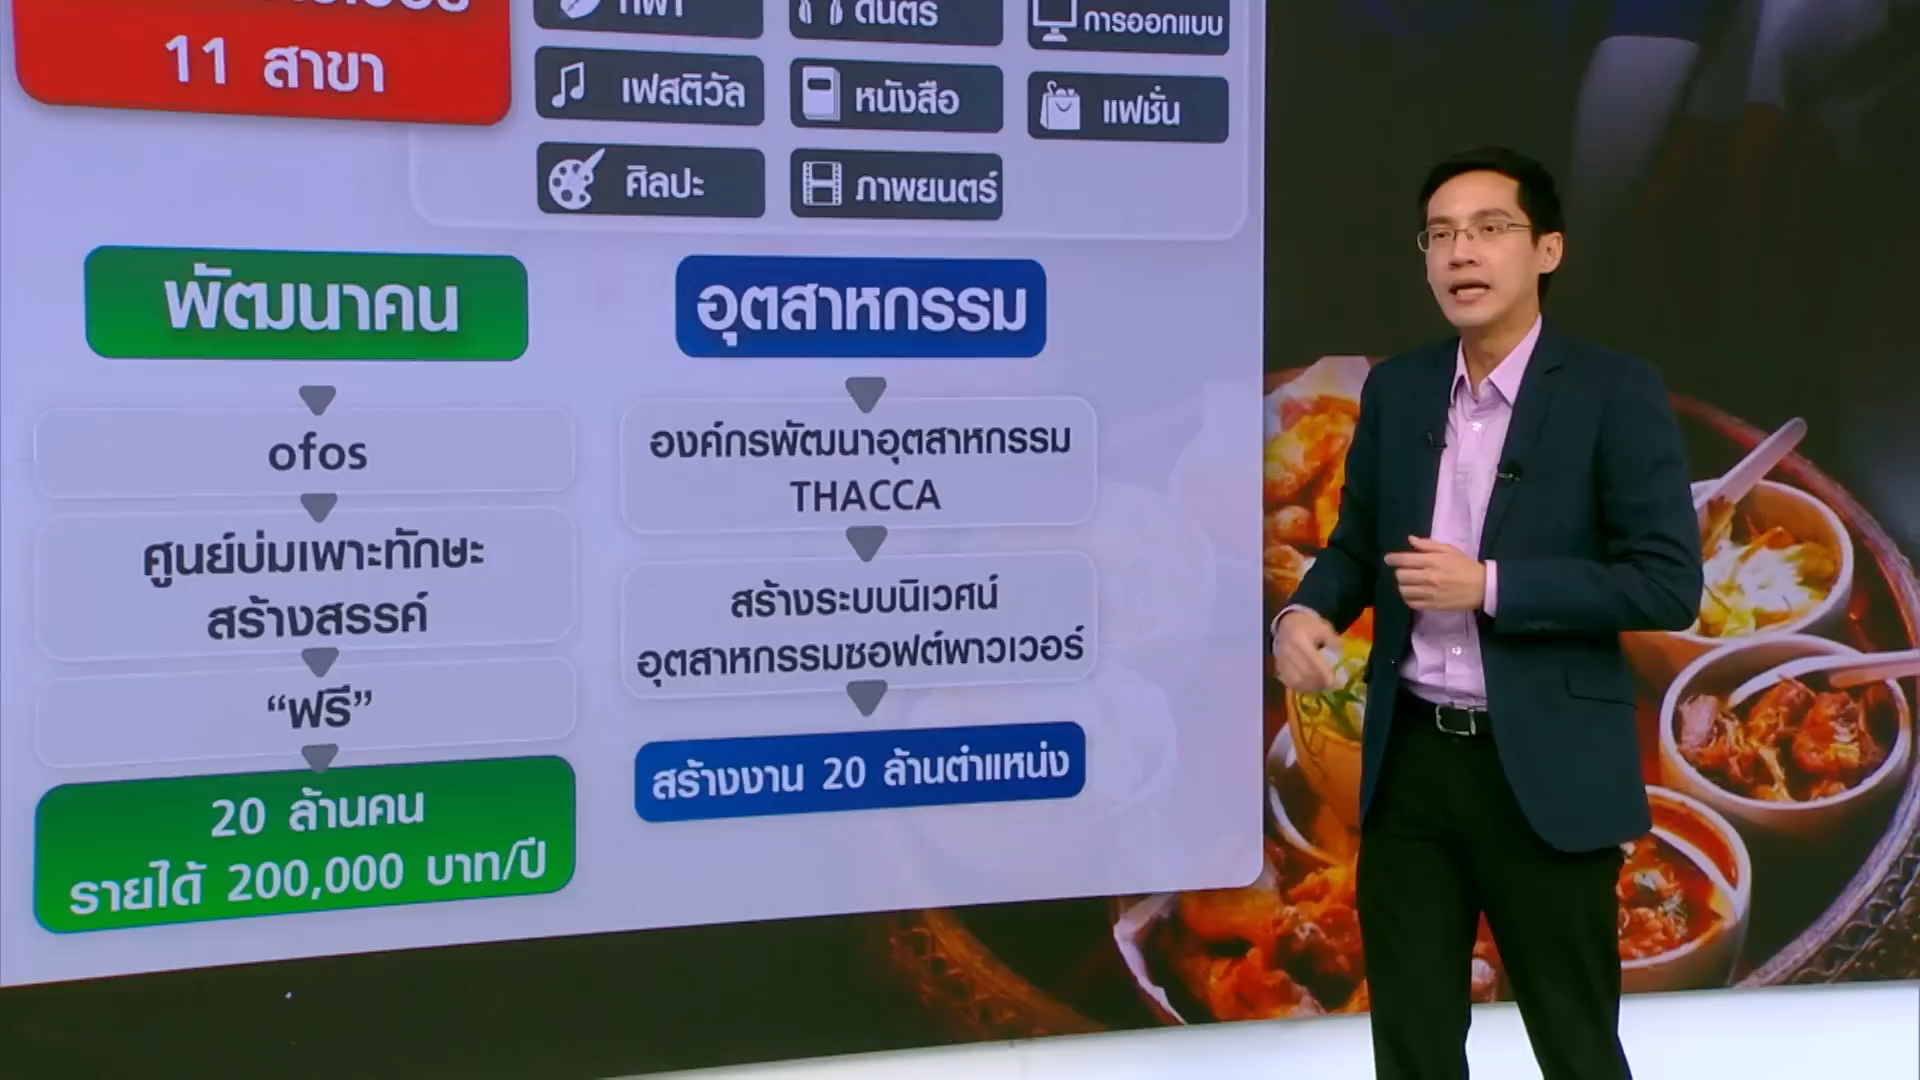 11 สาขา
กีฬา
ดนตรี
การออกแบบ
เฟสติวัล
หนังสือ
แฟชั่น
ศิลปะ
ภาพยนตร์
พัฒนาคน
ofos
ศูนย์บ่มเพาะทักษะ
สร้างสรรค์
“ฟรี”
20 ล้านคน
รายได้ 200,000 บาท/ปี
อุตสาหกรรม
องค์กรพัฒนาอุตสาหกรรม
THACCA
สร้างระบบนิเวศน์
อุตสาหกรรมซอฟต์พาวเวอร์
สร้างงาน 20 ล้านตำแหน่ง